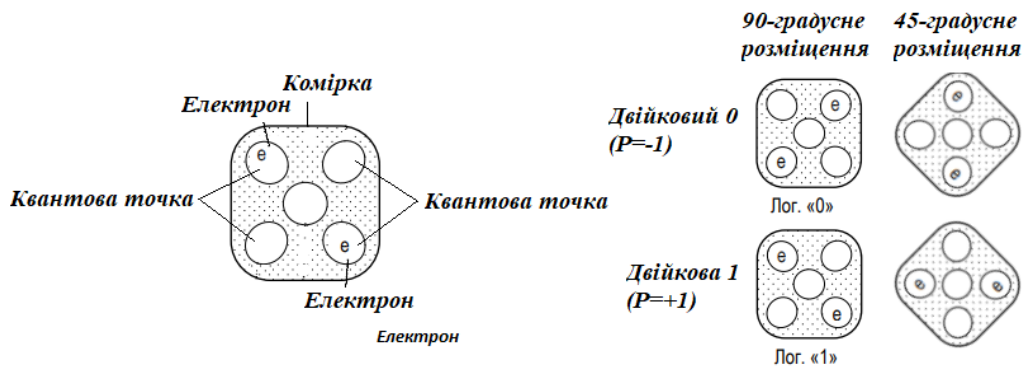 Комірка
Електрон
e
Квантова точка
Квантова точка
e
Електрон
Електрон
90-градусне
розміщення
45-градусне
розміщення
Двійковий 0
(P=-1)
e
e
e
e
Лог. «0»
Двійкова 1
(P=+1)
e
e
e
e
Лог. «1»